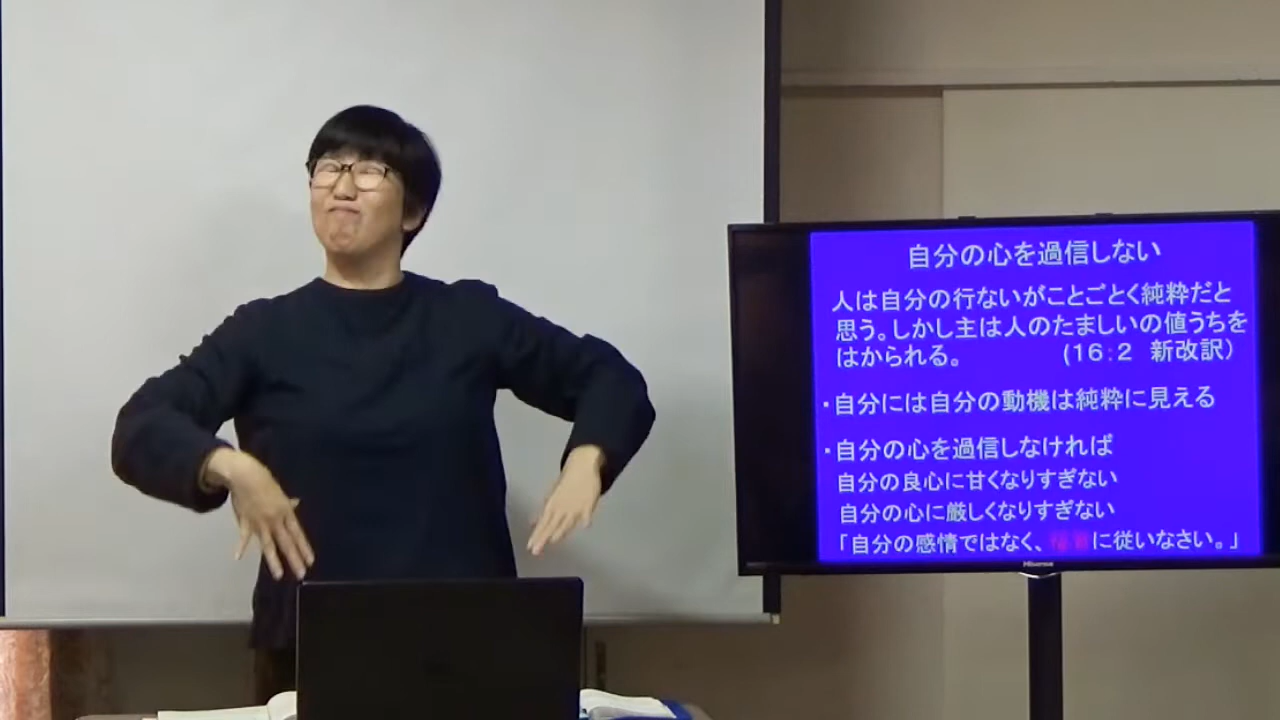 自分の心を過信しない
人は自分の行ないがことごとく純粋だと
思う。しかし主は人のたましいの値うちを
はかられる。 (16:2 新改訳)
・自分には自分の動機は純粋に見える
・自分の心を過信しなければ
自分の良心に甘くなりすぎない
自分の心に厳しくなりすぎない
「自分の感情ではなく、に従いなさい。」
Hisense